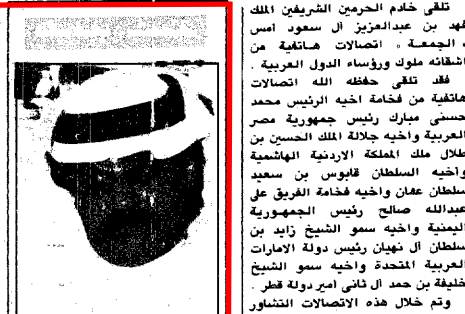 تلقى خادم الحرمين الشريفين الملك
فهد بن عبدالعزيز آل سعود امس
الجمعة ، اتصالات هاتفية من
اشقائه ملوك ورؤساء الدول العربية .
فقد تلقى حفظه الله اتصالات
هاتفية من فخامة اخيه الرئيس محمد
حسنى مبارك رئيس جمهورية مصر
العربية واخيه جلالة الملك الحسين بن
طلال ملك المملكة الاردنية الهاشمية
واخيه السلطان قابوس بن سعيد
سلطان عمان واخيه فخامة الفريق على
عبدالله صالح رئيس الجمهورية
اليمنية واخيه سمو الشيخ زايد بن
سلطان آل نهيان رئيس دولة الامارات
العربية المتحدة واخيه سمو الشيخ
خليفة بن حمد آل ثانى امير دولة قطر .
وتم خلال هذه الاتصالات التشاور